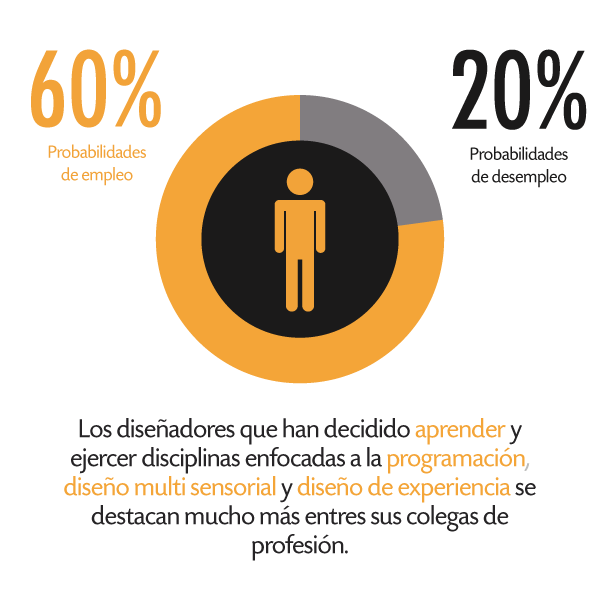 60%
Probabilidades
de empleo
20%
Probabilidades
de desempleo
Los diseñadores que han decidido aprender y
ejercer disciplinas enfocadas a la programación,
diseño multi sensorial y diseño de experiencia se
destacan mucho más entres sus colegas de
profesión.